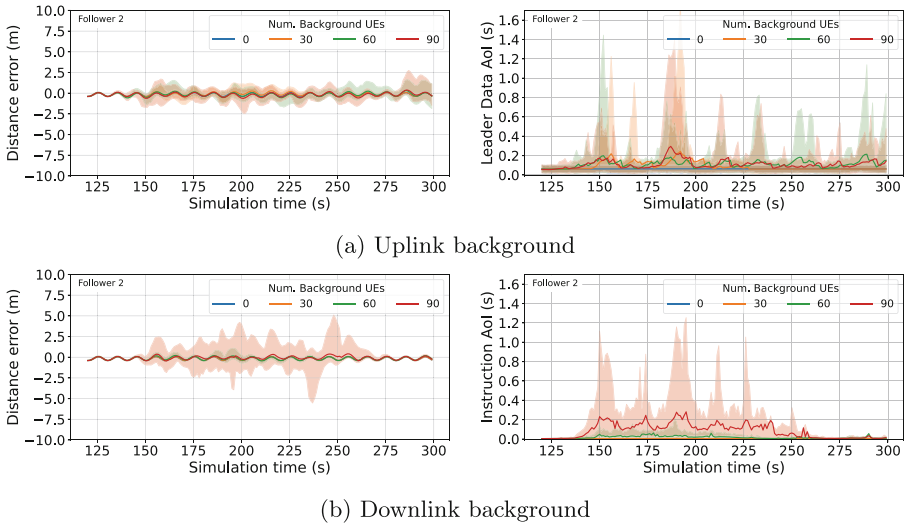 Follower 2
Num. Background UEs
0 30 60 90
Distance error (m)
10.0
7.5
5.0
2.5
0.0
−2.5
−5.0
−7.5
−10.0
125 150 175 200 225 250 275 300
Simulation time (s)
Follower 2
Num. Background UEs
0 30 60 90
Leader Data AoI (s)
1.6
1.4
1.2
1.0
0.8
0.6
0.4
0.2
0.0
125 150 175 200 225 250 275 300
Simulation time (s)
(a) Uplink background
Follower 2
Num. Background UEs
0 30 60 90
Distance error (m)
10.0
7.5
5.0
2.5
0.0
−2.5
−5.0
−7.5
−10.0
125 150 175 200 225 250 275 300
Simulation time (s)
Follower 2
Num. Background UEs
0 30 60 90
Instruction AoI (s)
1.6
1.4
1.2
1.0
0.8
0.6
0.4
0.2
0.0
125 150 175 200 225 250 275 300
Simulation time (s)
(b) Downlink background